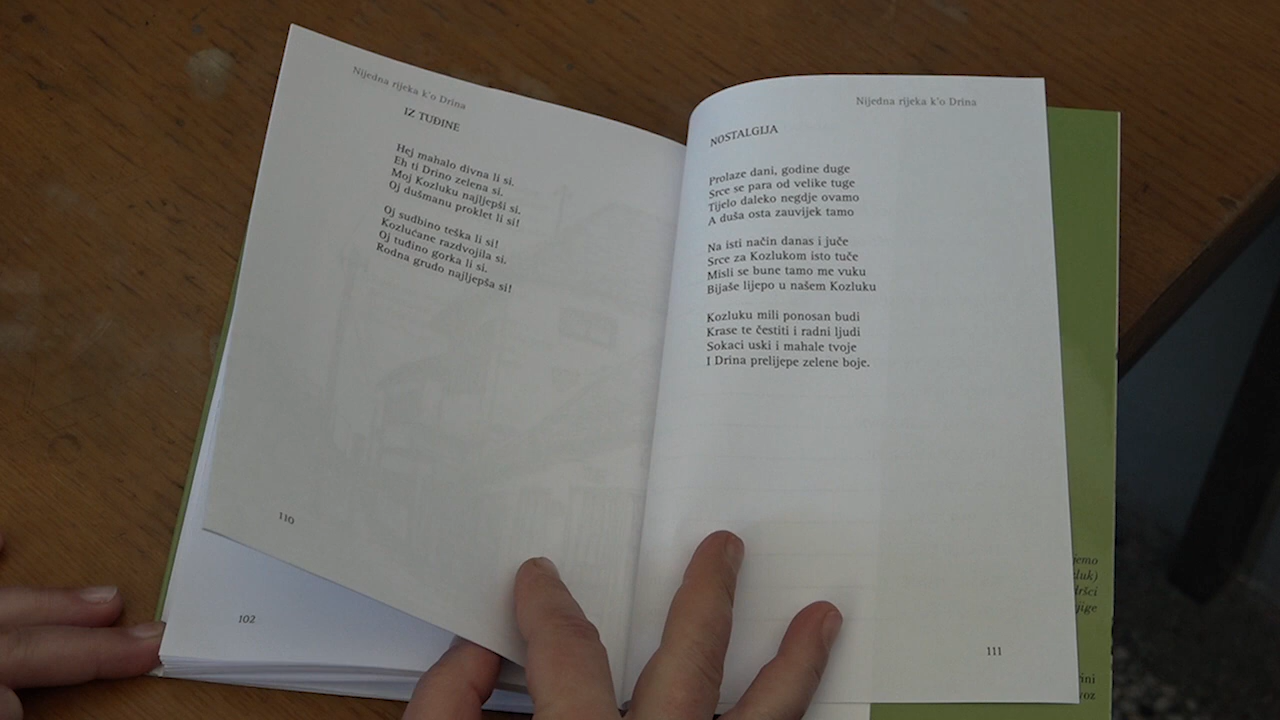 Nijedna rijeka k'o Drina
IZ TUĐINE
Hej mahalo divna li si.
Eh ti Drino zelena si.
Moj Kozluku najljepši si.
Oj dušmanu proklet li si!
Oj sudbino teška li si!
Kozlućane razdvojila si.
Oj tuđino gorka li si.
Rodna grudo najljepša si!
110
102
Nijedna rijeka k'o Drina
NOSTALGIJA
Prolaze dani, godine duge
Srce se para od velike tuge
Tijelo daleko negdje ovamo
A duša osta zauvijek tamo
Na isti način danas i juče
Srce za Kozlukom isto tuče
Misli se bune tamo me vuku
Bijaše lijepo u našem Kozluku
Kozluku mili ponosan budi
Krase te čestiti i radni ljudi
Sokaci uski i mahale tvoje
I Drina prelijepe zelene boje.
111